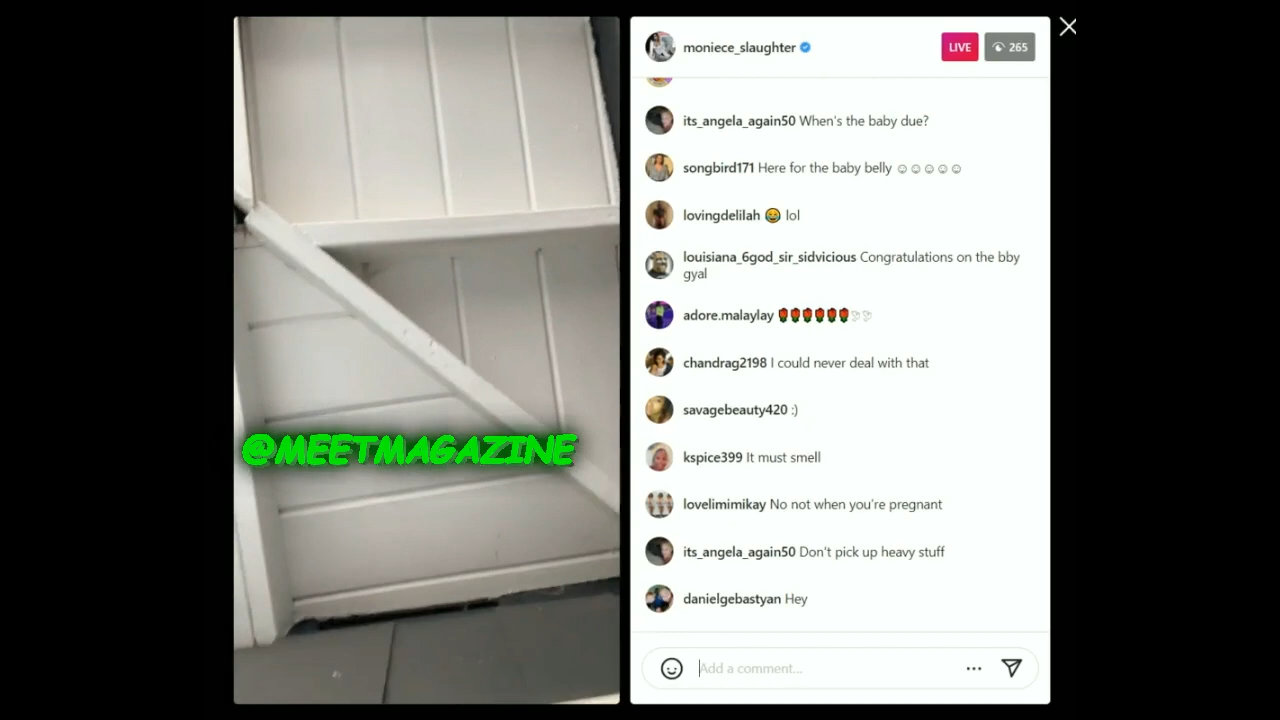 moniece_slaughter
LIVE
265
its_angela_again50 When's the baby due?
songbird171 Here for the baby belly ☺☺☺☺☺
lovingdelilah 😂 lol
louisiana_6god_sir_sidvicious Congratulations on the bby
gyal
adore.malaylay 🌹🌹🌹🌹🌹🌹🕊🕊
chandrag2198 I could never deal with that
savagebeauty420 :)
@MEETMAGAZINE
kspice399 It must smell
lovelimimikay No not when you're pregnant
its_angela_again50 Don't pick up heavy stuff
danielgebastyan Hey
Add a comment...